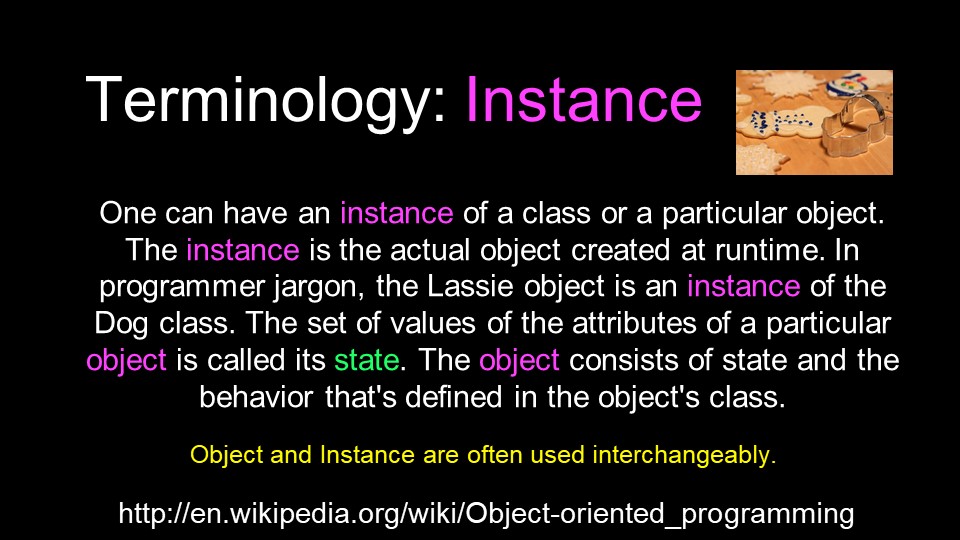 Terminology: Instance
One can have an instance of a class or a particular object.
The instance is the actual object created at runtime. In
programmer jargon, the Lassie object is an instance of the
Dog class. The set of values of the attributes of a particular
object is called its state. The object consists of state and the
behavior that's defined in the object's class.
Object and Instance are often used interchangeably.
http://en.wikipedia.org/wiki/Object-oriented_programming